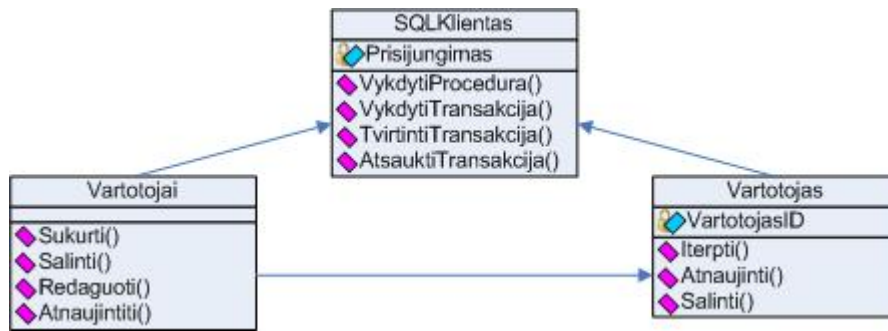 SQLKlientas
Prisijungimas
VykdytiProcedura()
VykdytiTransakcija()
TvirtintiTransakcija()
AtsauktiTransakcija()
Vartotojai
Sukurti()
Salinti()
Redaguoti()
Atnaujintiti()
Vartotojas
VartotojasID
Iterpti()
Atnaujinti()
Salinti()